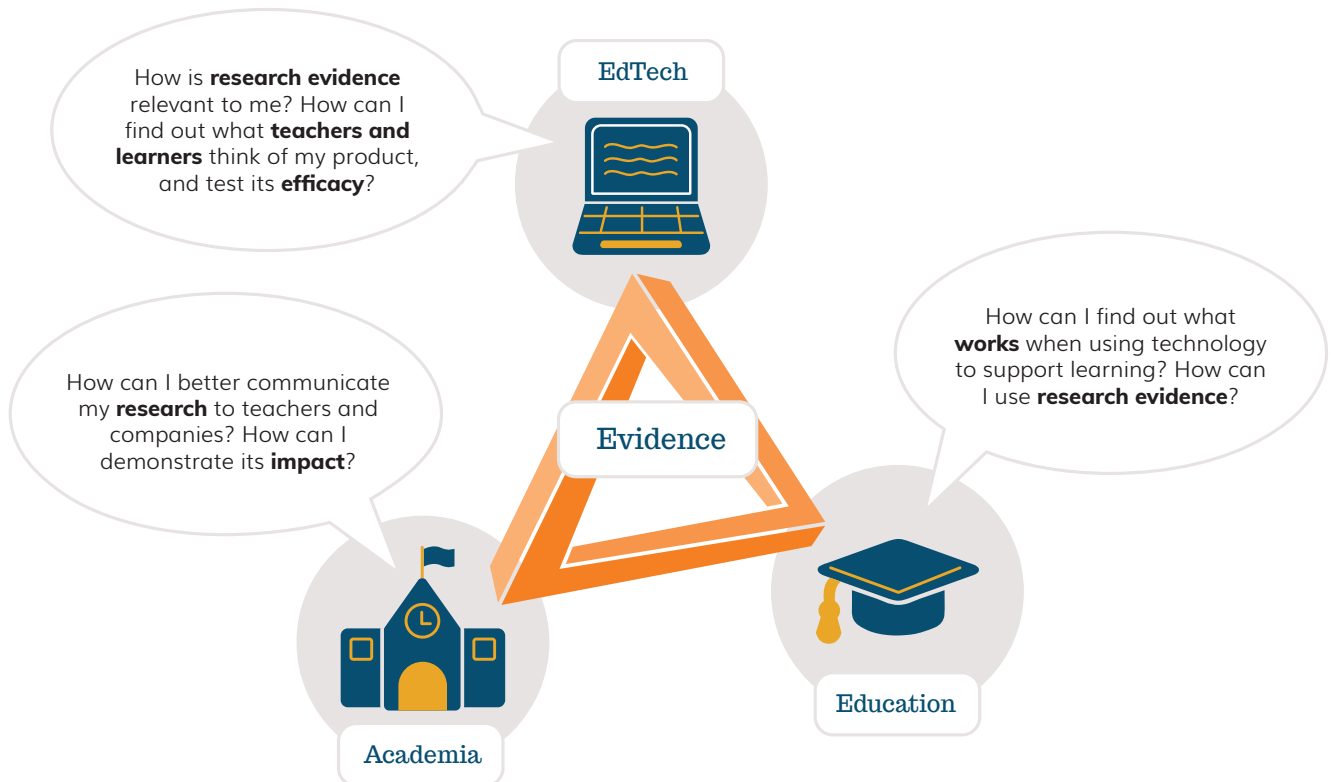 EdTech
How is research evidence
relevant to me? How can I
find out what teachers and
learners think of my product,
and test its efficacy?
How can I find out what
works when using technology
to support learning? How can
I use research evidence?
How can I better communicate
my research to teachers and
companies? How can I
demonstrate its impact?
Evidence
Education
Academia